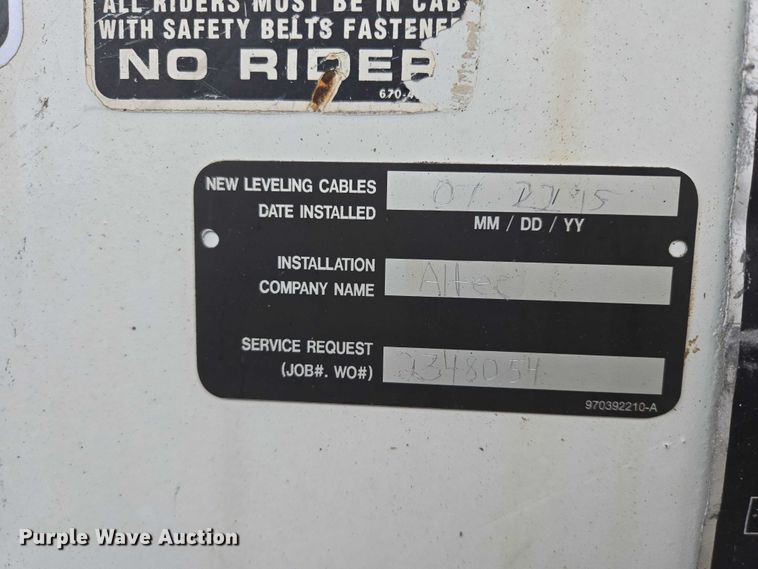 ALL RIDERS MUST BE IN CAB
WITH SAFETY BELTS FASTENE
NO RIDER
NEW LEVELING CABLES
DATE INSTALLED
MM / DD / YY
INSTALLATION
COMPANY NAME
Altec
SERVICE REQUEST
(JOB#. WO#)
2348054
970392210-A
Purple Wave Auction